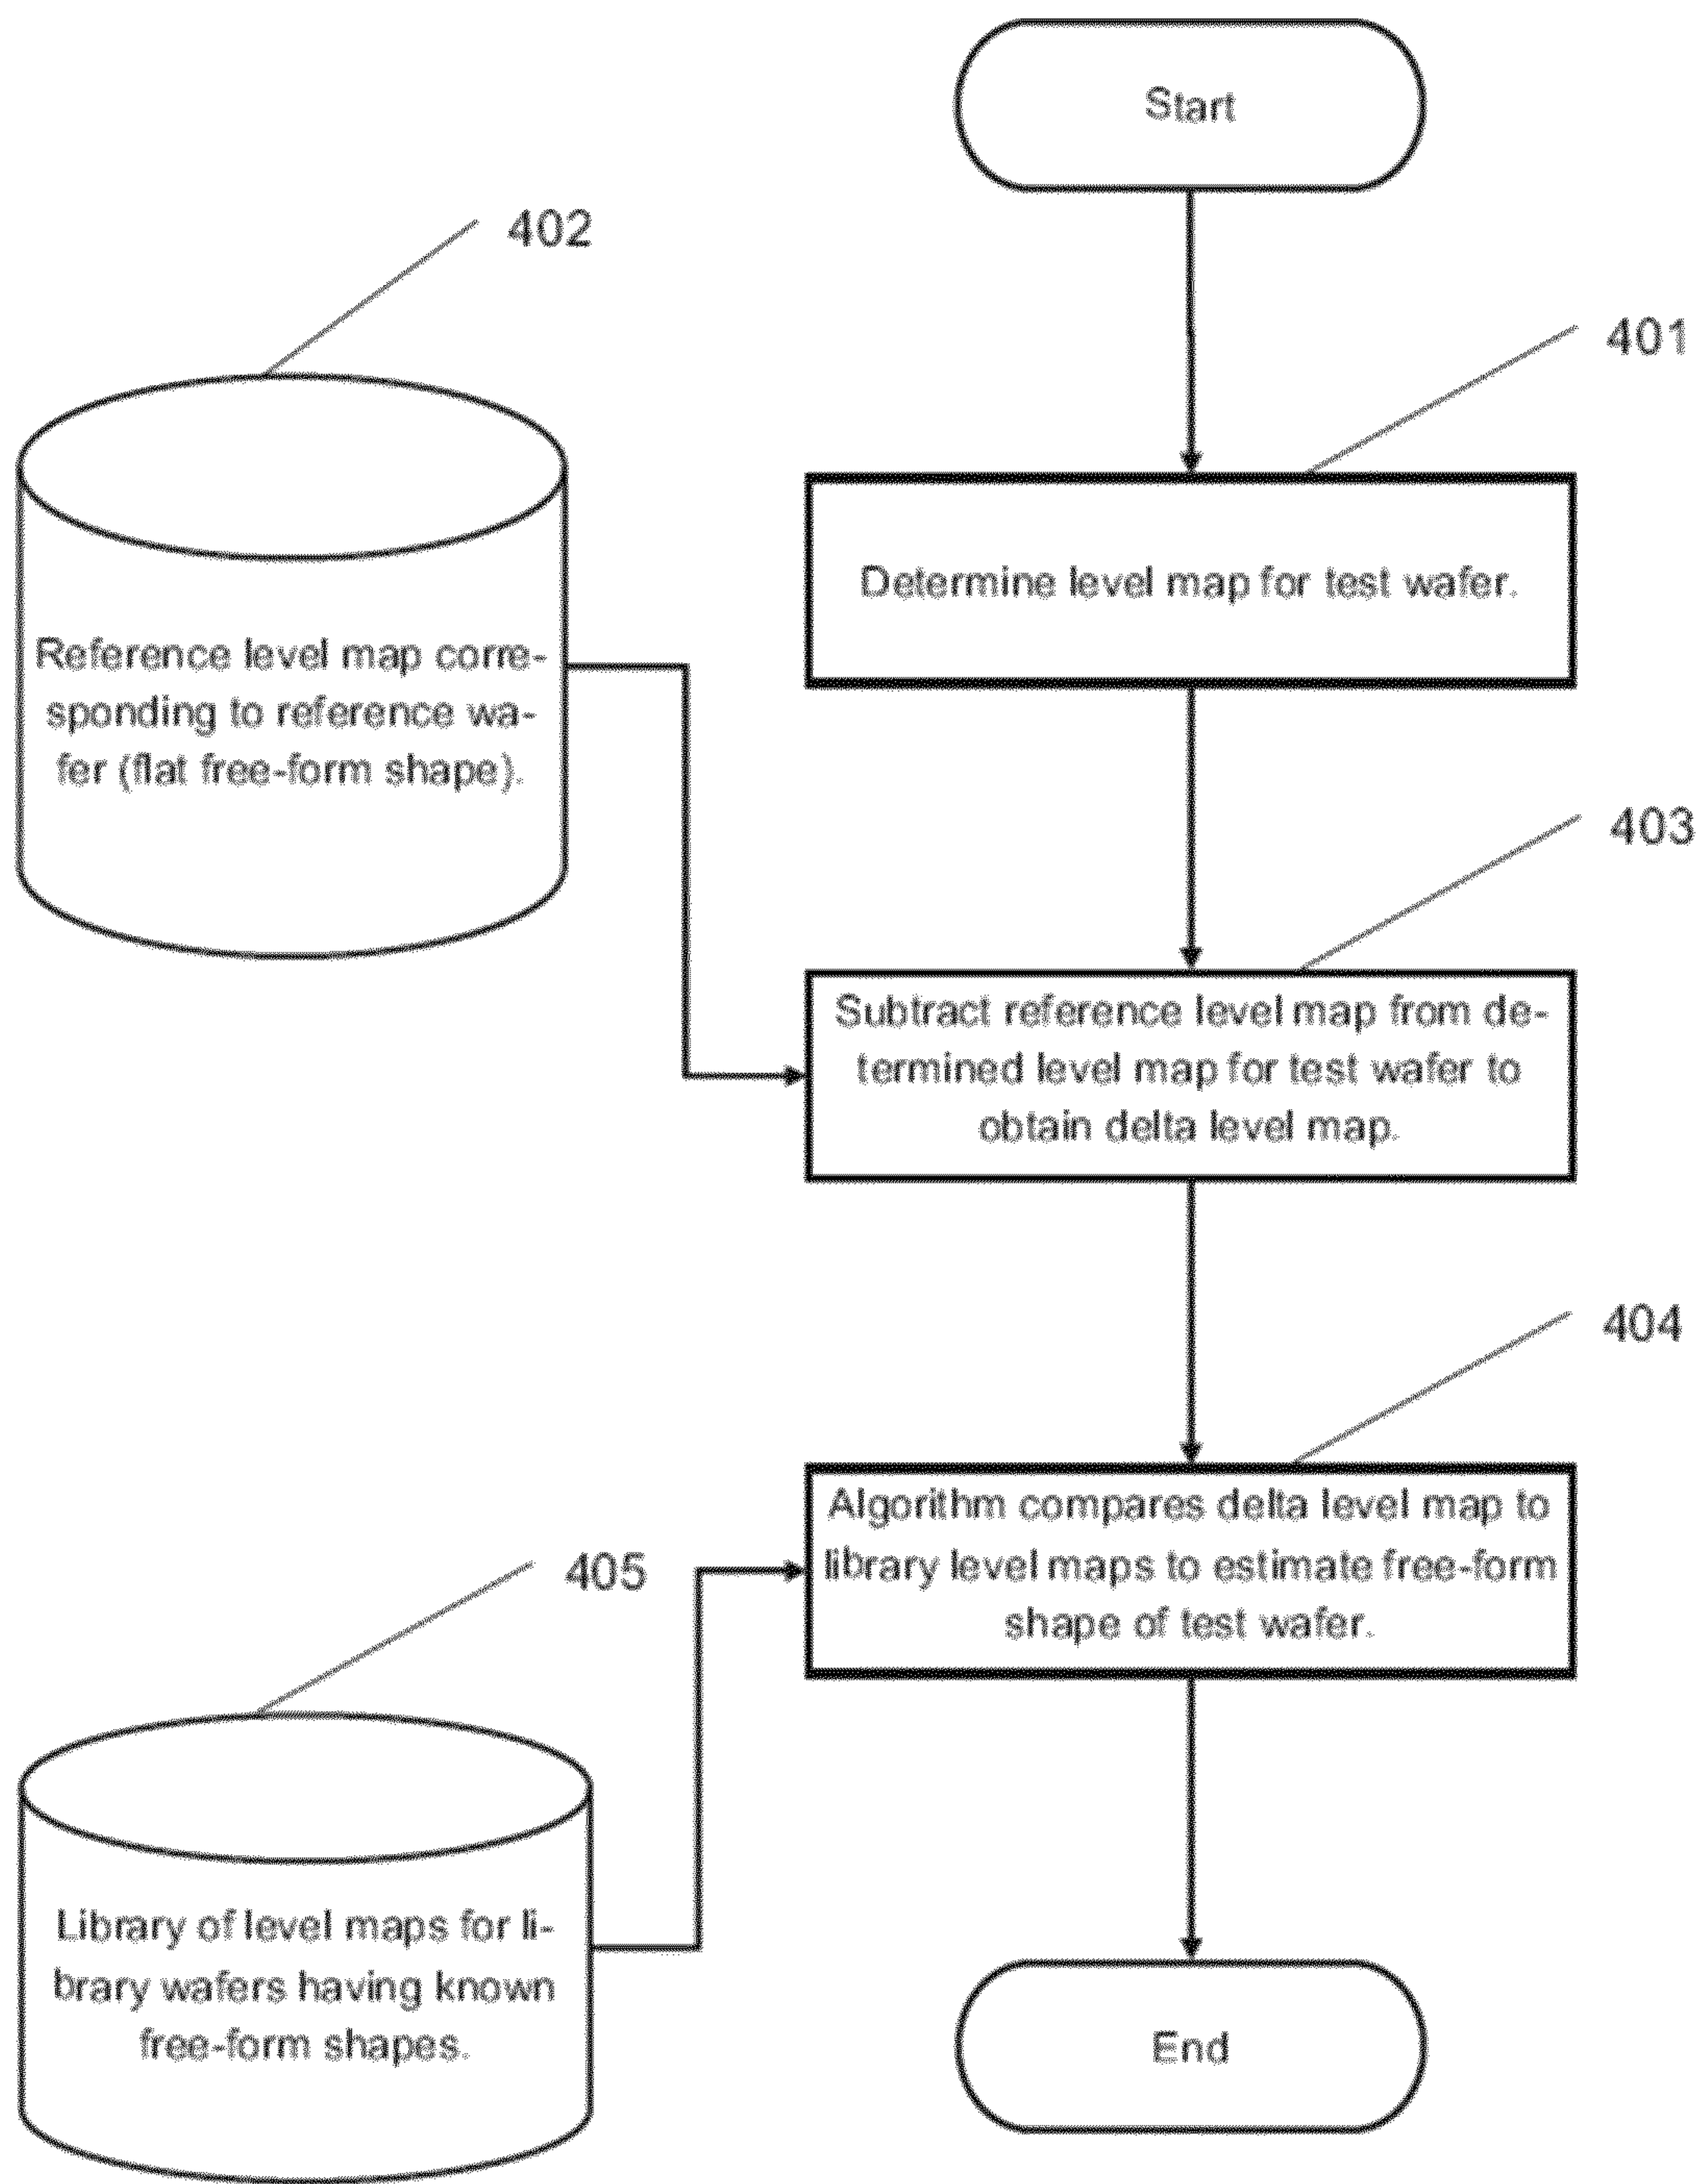 Start
402
401
Determine level map for test wafer.
Reference level map corre-
sponding to reference wa-
fer (flat free-form shape).
403
Subtract reference level map from de-
termined level map for test wafer to
obtain delta level map.
404
Algorithm compares delta level map to
library level maps to estimate free-form
shape of test wafer.
405
Library of level maps for li-
brary wafers having known
free-form shapes.
End